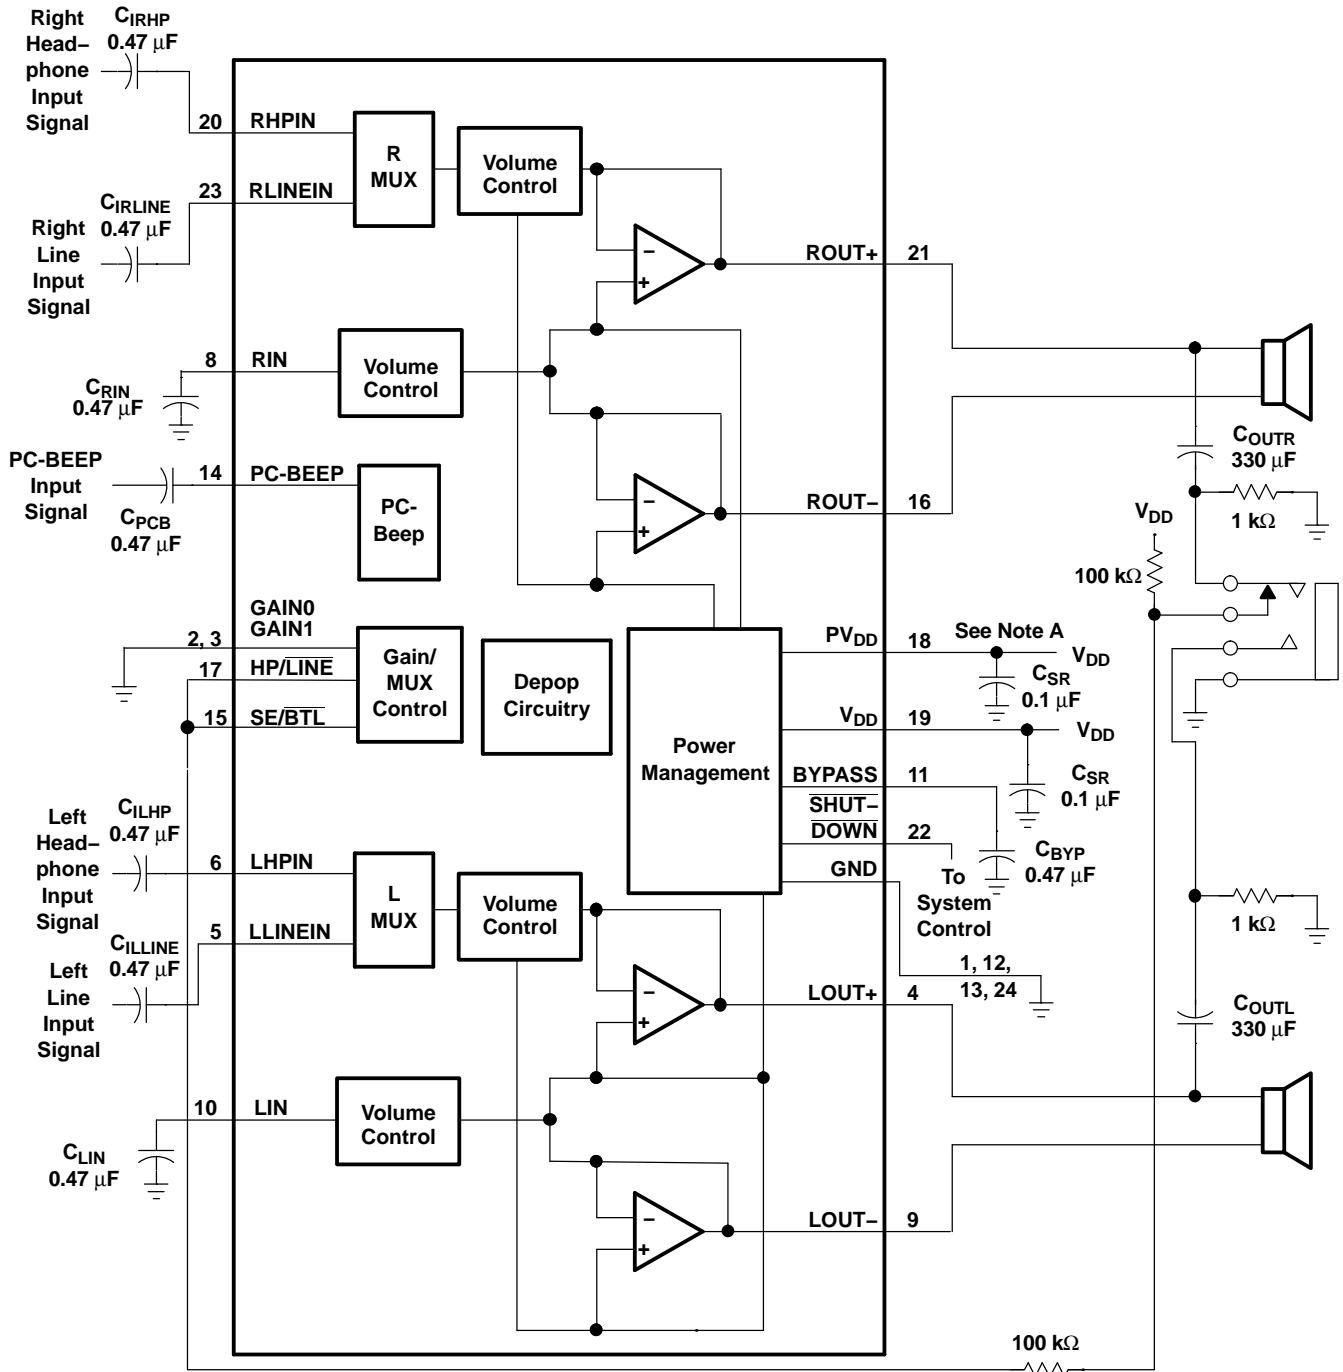 Right
Head–
phone
Input
Signal
CIRHP
0.47 μF
20
RHPIN
R
MUX
Volume
Control
23
RLINEIN
CIRLINE
0.47 μF
Right
Line
Input
Signal
–
+
ROUT+
21
8
RIN
Volume
Control
CRIN
0.47 μF
PC-BEEP
Input
Signal
14
PC-BEEP
CPCB
0.47 μF
PC-
Beep
–
+
ROUT–
16
COUTR
330 μF
1 kΩ
VDD
100 kΩ
GAIN0
GAIN1
2, 3
17
HP/LINE
15
SE/BTL
Gain/
MUX
Control
Depop
Circuitry
Power
Management
PVDD
18
See Note A
VDD
CSR
0.1 μF
VDD
19
VDD
CSR
0.1 μF
BYPASS
11
SHUT–
DOWN
22
CBYP
0.47 μF
GND
To
System
Control
1, 12,
13, 24
Left
Head–
phone
Input
Signal
CILHP
0.47 μF
6
LHPIN
L
MUX
Volume
Control
5
LLINEIN
CILLINE
0.47 μF
Left
Line
Input
Signal
–
+
LOUT+
4
1 kΩ
COUTL
330 μF
10
LIN
Volume
Control
CLIN
0.47 μF
–
+
LOUT–
9
100 kΩ